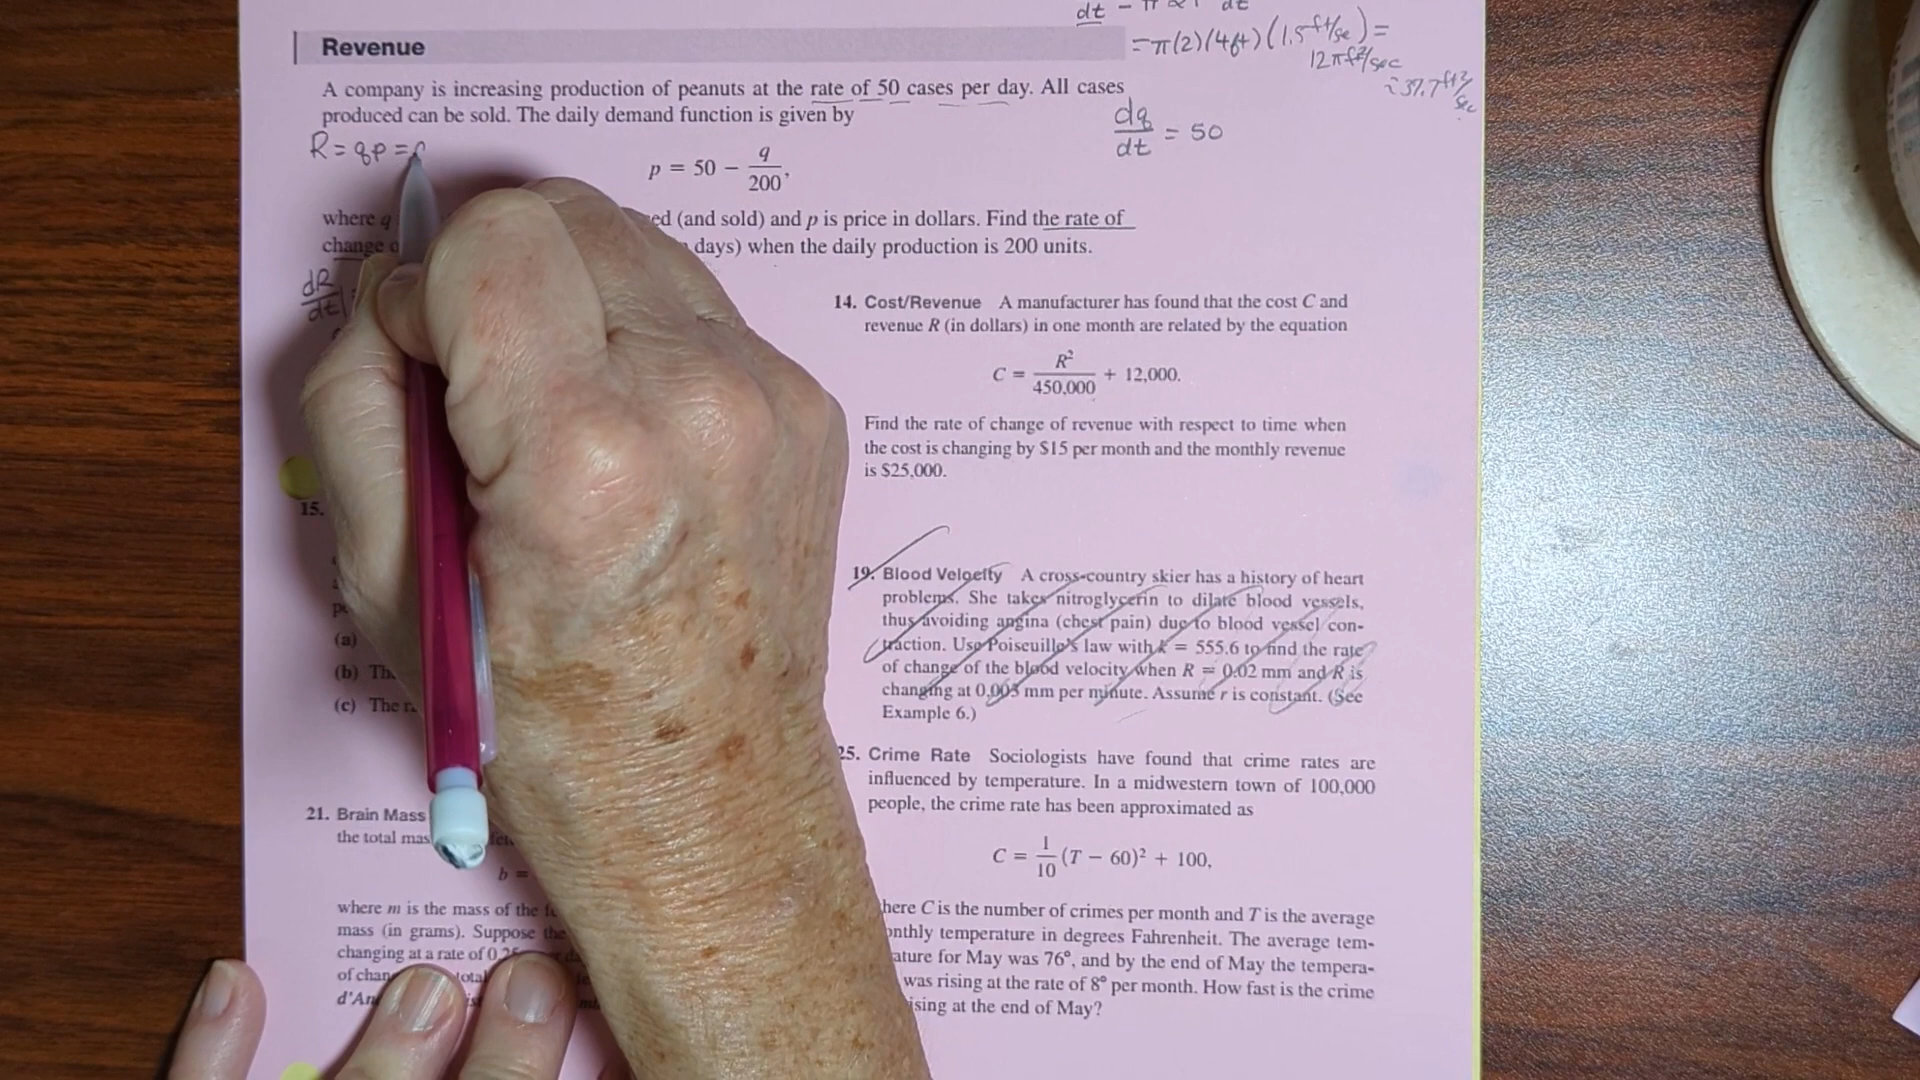 dt
dt
=π(2)(4ft)(1.5ft/se)=
12πft²/sec
≈37.7ft²/
sec
Revenue
A company is increasing production of peanuts at the rate of 50 cases per day. All cases
produced can be sold. The daily demand function is given by
dq/dt = 50
R = qp =
p = 50 − q/200,
where q ed (and sold) and p is price in dollars. Find the rate of
change days) when the daily production is 200 units.
dR/dt
14. Cost/Revenue A manufacturer has found that the cost C and
revenue R (in dollars) in one month are related by the equation
C = R²/450,000 + 12,000.
Find the rate of change of revenue with respect to time when
the cost is changing by $15 per month and the monthly revenue
is $25,000.
15.
(a)
(b)
(c) The
19. Blood Velocity A cross-country skier has a history of heart
problems. She takes nitroglycerin to dilate blood vessels,
thus avoiding angina (chest pain) due to blood vessel con-
traction. Use Poiseuille's law with k = 555.6 to find the rate
of change of the blood velocity when R = 0.02 mm and R is
changing at 0.003 mm per minute. Assume r is constant. (See
Example 6.)
21. Brain Mass
the total mas
b =
where m is the mass of the
mass (in grams). Suppose the
changing at a rate of 0.25
of chan total
d'An
25. Crime Rate Sociologists have found that crime rates are
influenced by temperature. In a midwestern town of 100,000
people, the crime rate has been approximated as
C = 1/10 (T − 60)² + 100,
here C is the number of crimes per month and T is the average
onthly temperature in degrees Fahrenheit. The average tem-
ature for May was 76°, and by the end of May the tempera-
was rising at the rate of 8° per month. How fast is the crime
ising at the end of May?